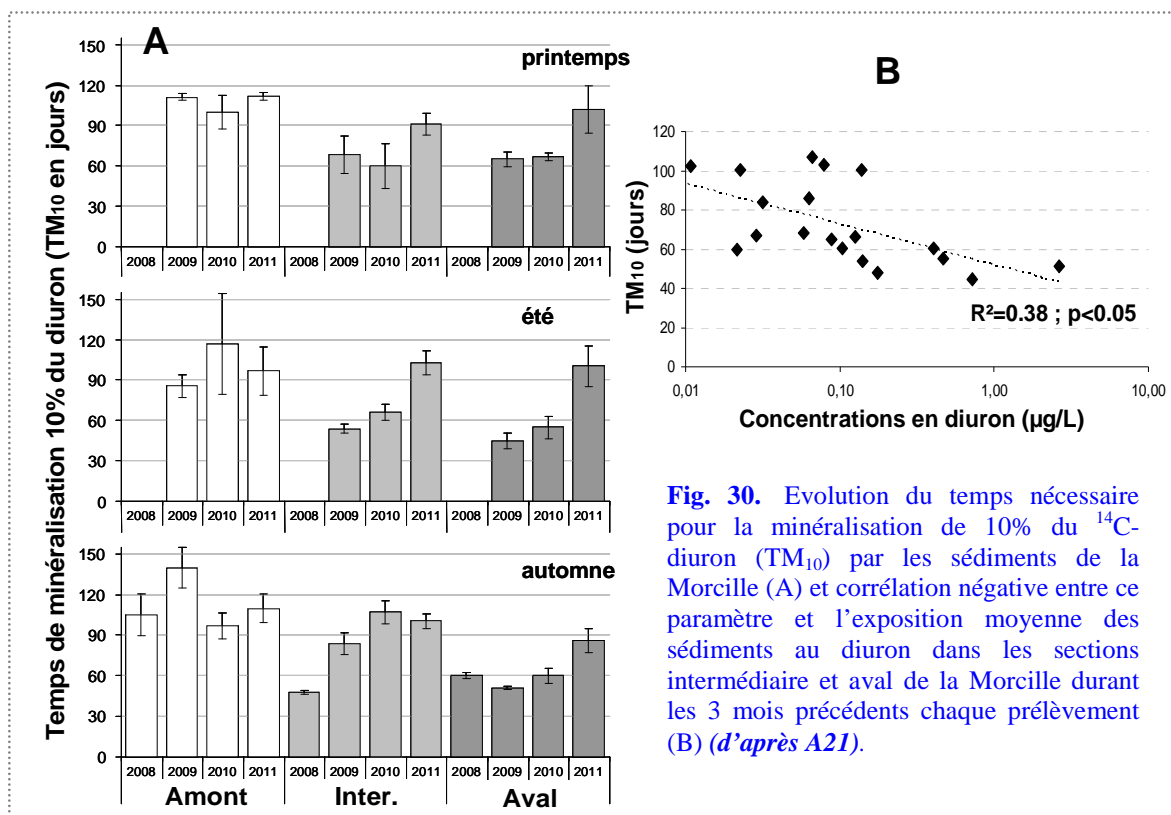 A
Temps de minéralisation 10% du diuron (TM10 en jours)
printemps
150
120
90
60
30
0
2008 2009 2010 2011 2008 2009 2010 2011 2008 2009 2010 2011
été
150
120
90
60
30
0
2008 2009 2010 2011 2008 2009 2010 2011 2008 2009 2010 2011
automne
150
120
90
60
30
0
2008 2009 2010 2011 2008 2009 2010 2011 2008 2009 2010 2011
Amont Inter. Aval
B
TM10 (jours)
120
100
80
60
40
20
0
R²=0.38 ; p<0.05
0,01 0,10 1,00 10,00
Concentrations en diuron (µg/L)
Fig. 30. Evolution du temps nécessaire
pour la minéralisation de 10% du 14C-
diuron (TM10) par les sédiments de la
Morcille (A) et corrélation négative entre ce
paramètre et l'exposition moyenne des
sédiments au diuron dans les sections
intermédiaire et aval de la Morcille durant
les 3 mois précédents chaque prélèvement
(B) (d'après A21).